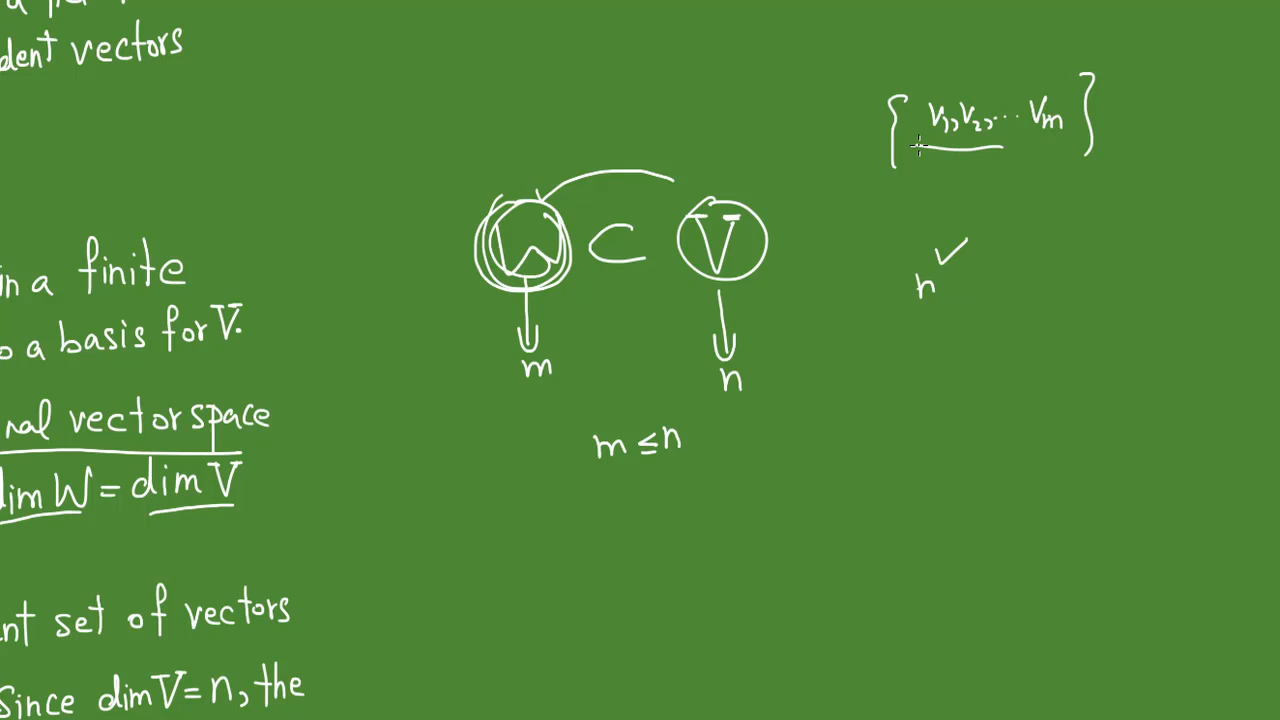 dent vectors
in a finite
o a basis for V.
nal vector space
dim W = dim V
nt set of vectors
Since dim V = n, the
W ⊂ V
m
n
m ≤ n
{ v1, v2, ... vm }
n ✓